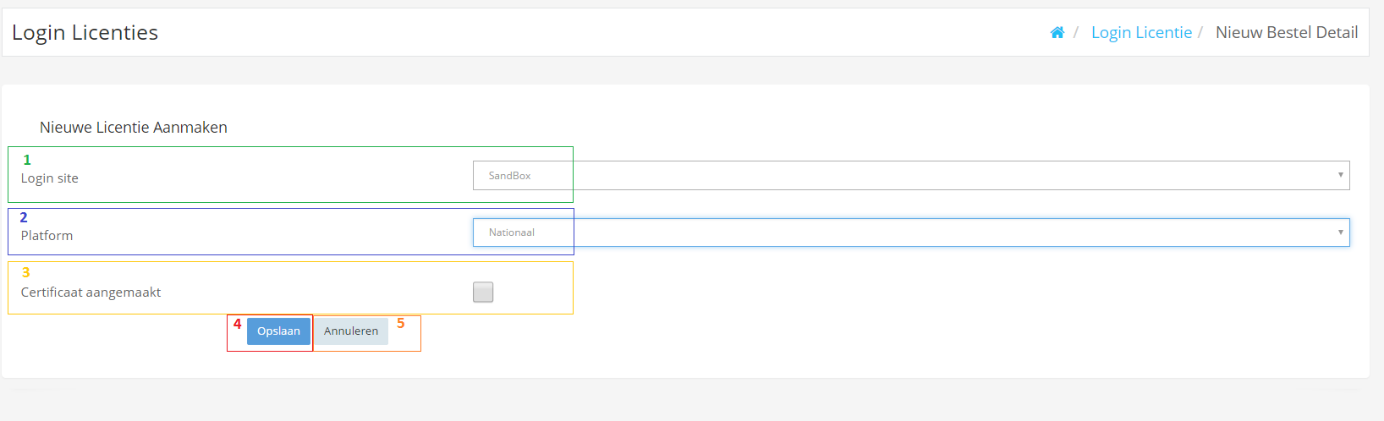 Login Licenties
/ Login Licentie / Nieuw Bestel Detail
Nieuwe Licentie Aanmaken
1
Login site
SandBox
2
Platform
Nationaal
3
Certificaat aangemaakt
4 Opslaan Annuleren 5